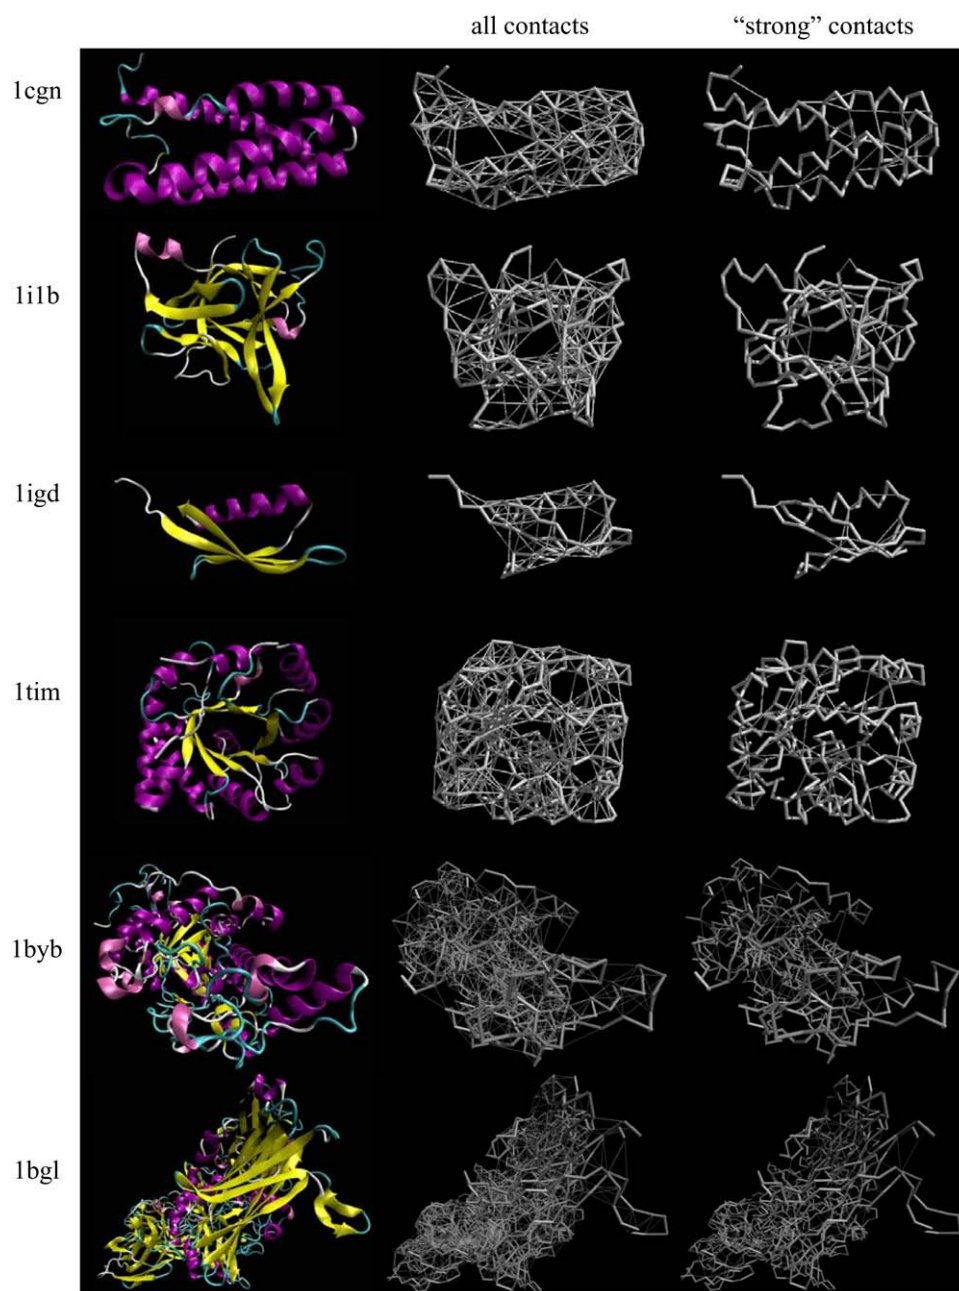 all contacts
“strong” contacts
1cgn
1i1b
1igd
1tim
1byb
1bgl